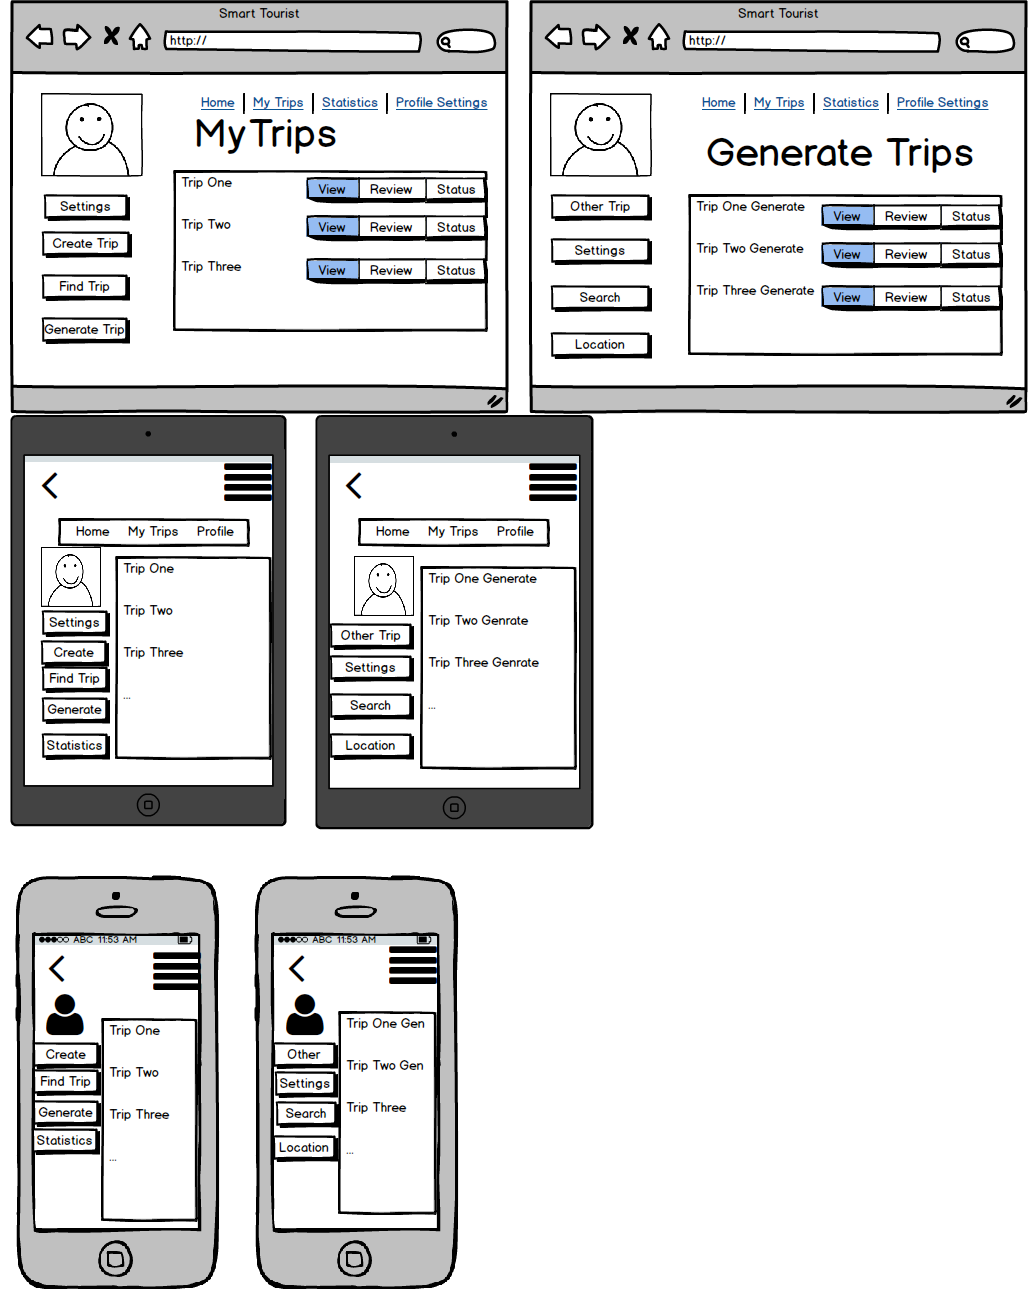 Smart Tourist
http://
Home My Trips Statistics Profile Settings
MyTrips
Settings
Create Trip
Find Trip
Generate Trip
Trip One View Review Status
Trip Two View Review Status
Trip Three View Review Status
Smart Tourist
http://
Home My Trips Statistics Profile Settings
Generate Trips
Other Trip
Settings
Search
Location
Trip One Generate View Review Status
Trip Two Generate View Review Status
Trip Three Generate View Review Status
Home My Trips Profile
Settings
Create
Find Trip
Generate
Statistics
Trip One
Trip Two
Trip Three
...
Home My Trips Profile
Other Trip
Settings
Search
Location
Trip One Generate
Trip Two Genrate
Trip Three Genrate
...
ABC 11:53 AM
Create
Find Trip
Generate
Statistics
Trip One
Trip Two
Trip Three
...
ABC 11:53 AM
Other
Settings
Search
Location
Trip One Gen
Trip Two Gen
Trip Three
...